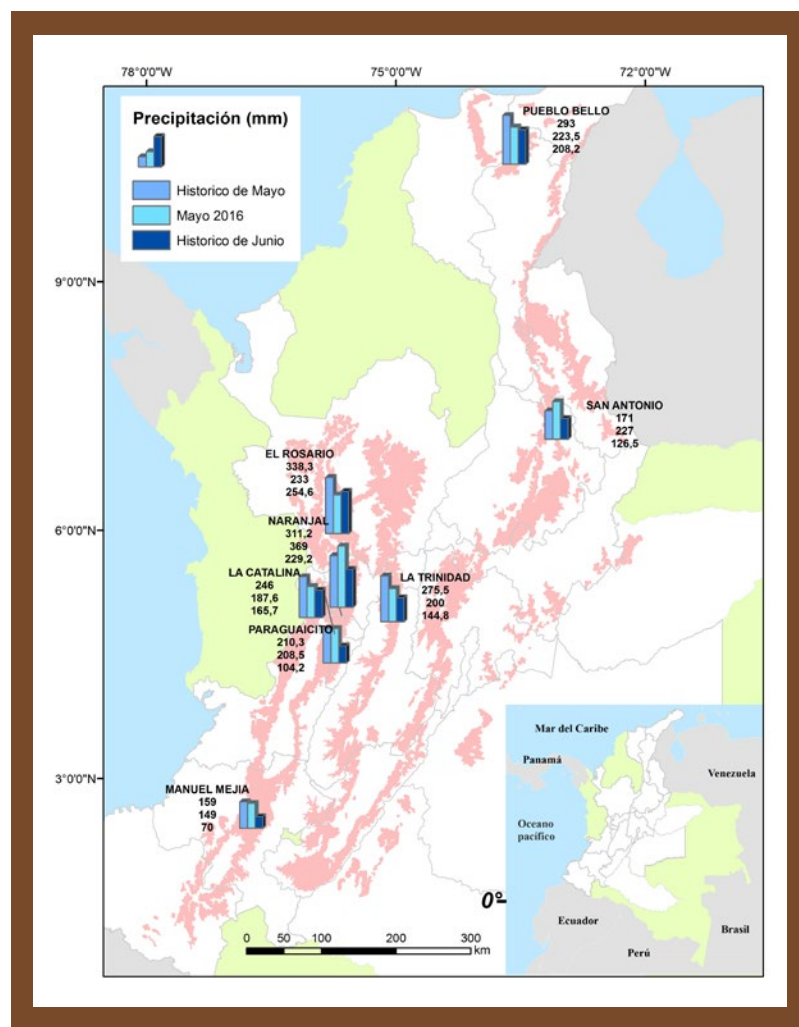 78°0'0"W
75°0'0"W
72°0'0"W
Precipitación (mm)
Historico de Mayo
Mayo 2016
Historico de Junio
PUEBLO BELLO
293
223,5
208,2
9°0'0"N
SAN ANTONIO
171
227
126,5
EL ROSARIO
338,3
233
254,6
6°0'0"N
NARANJAL
311,2
369
229,2
LA CATALINA
246
187,6
165,7
LA TRINIDAD
275,5
200
144,8
PARAGUAICITO
210,3
208,5
104,2
3°0'0"N
MANUEL MEJIA
159
149
70
0°
0 50 100 200 300
km
Mar del Caribe
Panamá
Venezuela
Oceano
pacífico
Ecuador
Brasil
Perú